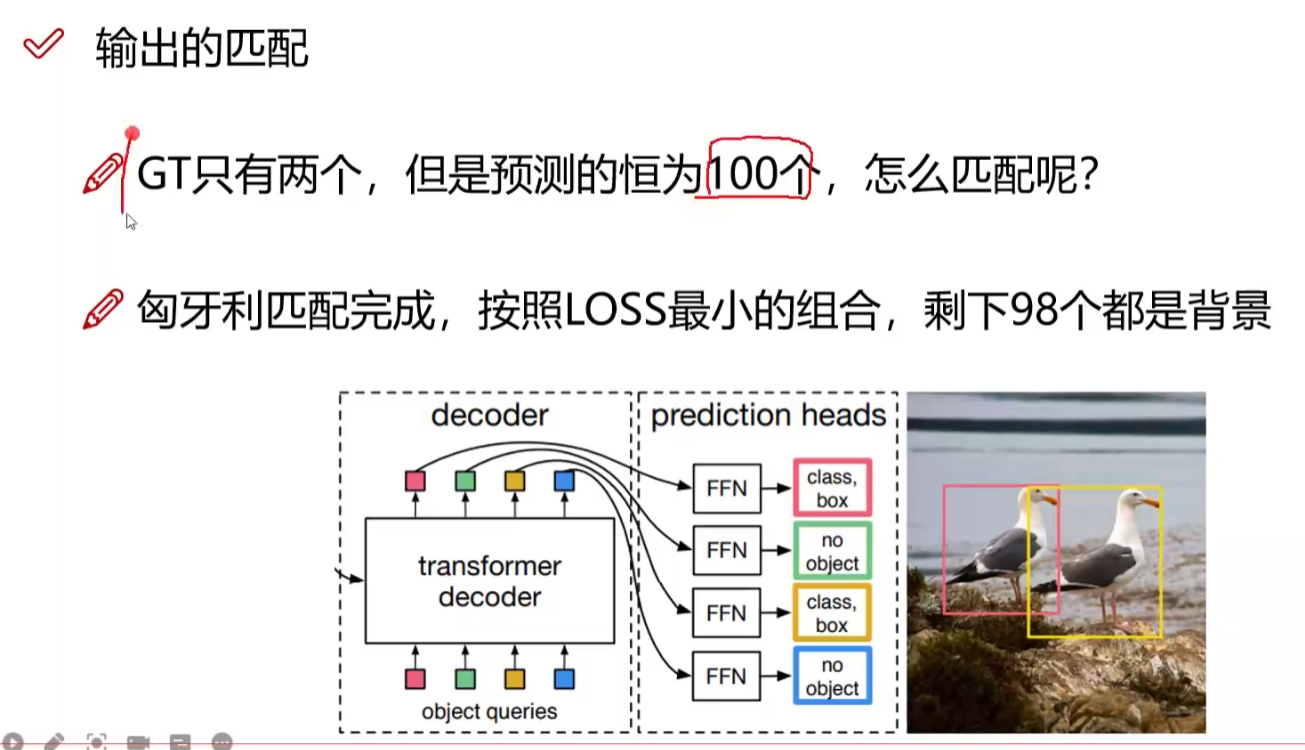 输出的匹配
GT只有两个，但是预测的恒为100个，怎么匹配呢？
匈牙利匹配完成，按照LOSS最小的组合，剩下98个都是背景
decoder
prediction heads
transformer
decoder
object queries
FFN
class,
box
FFN
no
object
FFN
class,
box
FFN
no
object